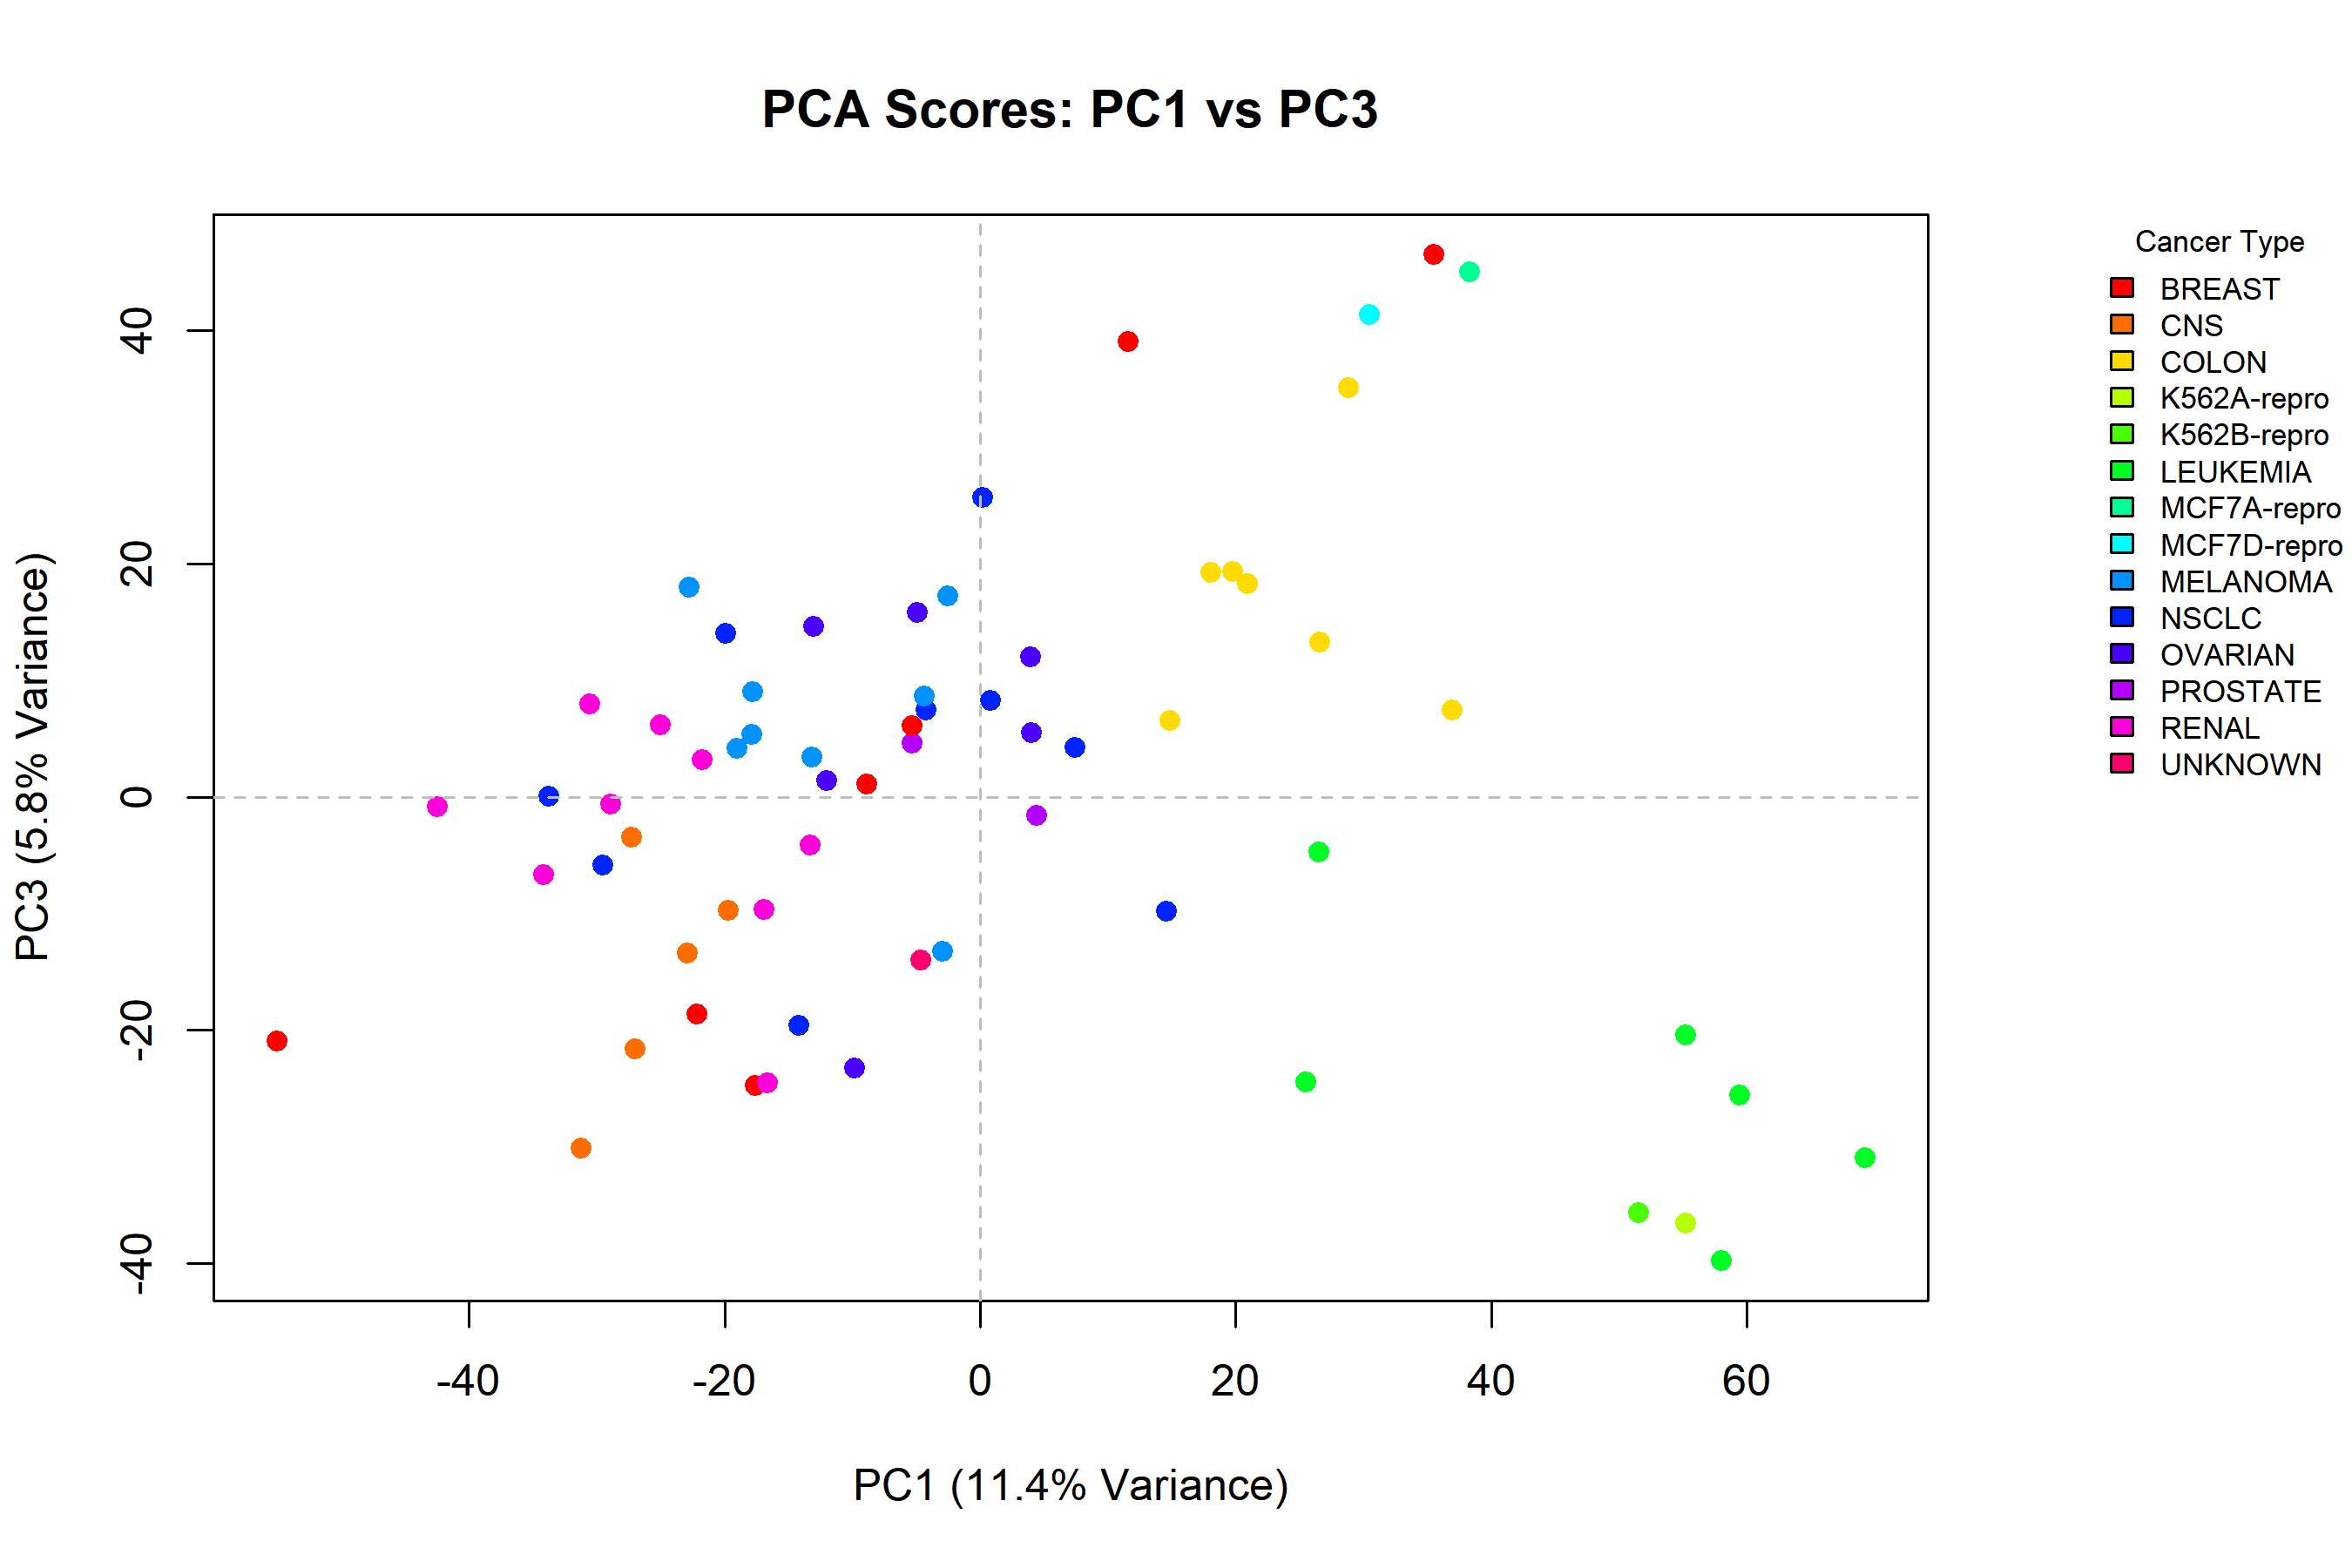 PCA Scores: PC1 vs PC3
PC3 (5.8% Variance)
40
20
0
-20
-40
-40
-20
0
20
40
60
PC1 (11.4% Variance)
Cancer Type
BREAST
CNS
COLON
K562A-repro
K562B-repro
LEUKEMIA
MCF7A-repro
MCF7D-repro
MELANOMA
NSCLC
OVARIAN
PROSTATE
RENAL
UNKNOWN